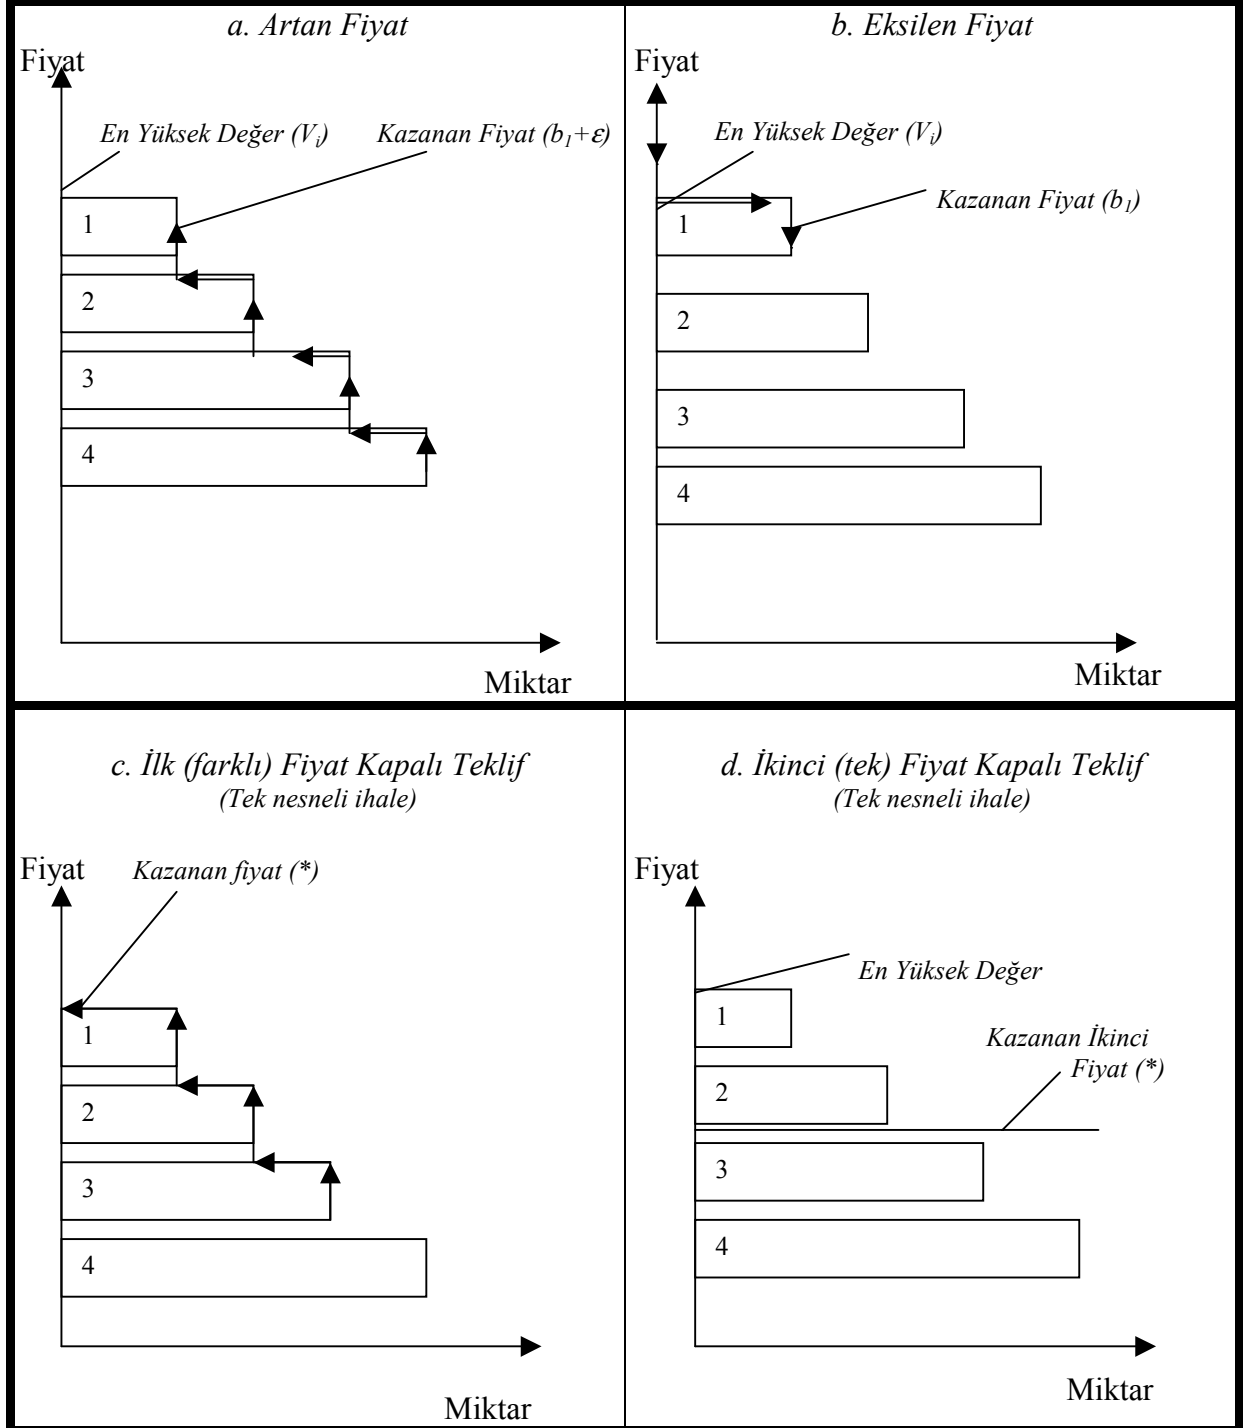 a. Artan Fiyat
Fiyat
En Yüksek Değer (Vi)
Kazanan Fiyat (b1+ε)
1
2
3
4
Miktar
b. Eksilen Fiyat
Fiyat
En Yüksek Değer (Vi)
Kazanan Fiyat (b1)
1
2
3
4
Miktar
c. İlk (farklı) Fiyat Kapalı Teklif
(Tek nesneli ihale)
Fiyat
Kazanan fiyat (*)
1
2
3
4
Miktar
d. İkinci (tek) Fiyat Kapalı Teklif
(Tek nesneli ihale)
Fiyat
En Yüksek Değer
1
Kazanan İkinci
Fiyat (*)
2
3
4
Miktar